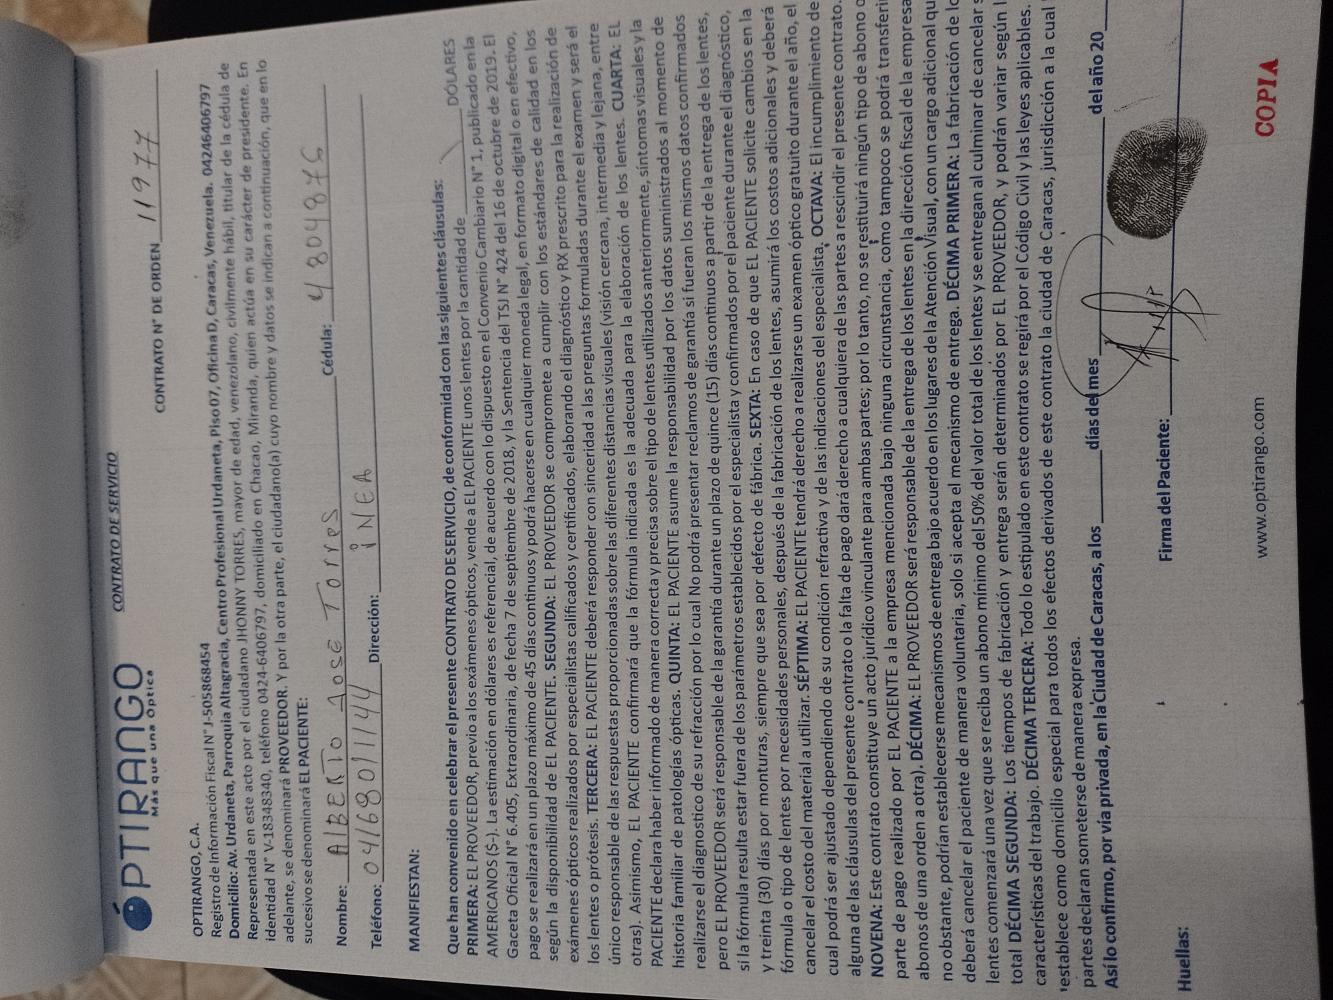 ÓPTIRANGO
Más que una Óptica
CONTRATO DE SERVICIO
CONTRATO N° DE ORDEN 11977
OPTIRANGO, C.A.
Registro de Información Fiscal N° J-505868454
Domicilio: Av. Urdaneta, Parroquia Altagracia, Centro Profesional Urdaneta, Piso 07, Oficina D, Caracas, Venezuela. 04246406797
Representada en este acto por el ciudadano JHONNY TORRES, mayor de edad, venezolano, civilmente hábil, titular de la cédula de
identidad N° V-18348340, teléfono 0424-6406797, domiciliado en Chacao, Miranda, quien actúa en su carácter de presidente. En
adelante, se denominará PROVEEDOR. Y por la otra parte, el ciudadano(a) cuyo nombre y datos se indican a continuación, que en lo
sucesivo se denominará EL PACIENTE:
Nombre: AlBERTO JOSE Torres Cédula: 4804876
Teléfono: 04168011144 Dirección: iNEA
MANIFIESTAN:
Que han convenido en celebrar el presente CONTRATO DE SERVICIO, de conformidad con las siguientes cláusulas:
PRIMERA: EL PROVEEDOR, previo a los exámenes ópticos, vende a EL PACIENTE unos lentes por la cantidad de DÓLARES
AMERICANOS ($-). La estimación en dólares es referencial, de acuerdo con lo dispuesto en el Convenio Cambiario N° 1, publicado en la
Gaceta Oficial N° 6.405, Extraordinaria, de fecha 7 de septiembre de 2018, y la Sentencia del TSJ N° 424 del 16 de octubre de 2019. El
pago se realizará en un plazo máximo de 45 días continuos y podrá hacerse en cualquier moneda legal, en formato digital o en efectivo,
según la disponibilidad de EL PACIENTE. SEGUNDA: EL PROVEEDOR se compromete a cumplir con los estándares de calidad en los
exámenes ópticos realizados por especialistas calificados y certificados, elaborando el diagnóstico y RX prescrito para la realización de
los lentes o prótesis. TERCERA: EL PACIENTE deberá responder con sinceridad a las preguntas formuladas durante el examen y será el
único responsable de las respuestas proporcionadas sobre las diferentes distancias visuales (visión cercana, intermedia y lejana, entre
otras). Asimismo, EL PACIENTE confirmará que la fórmula indicada es la adecuada para la elaboración de los lentes. CUARTA: EL
PACIENTE declara haber informado de manera correcta y precisa sobre el tipo de lentes utilizados anteriormente, síntomas visuales y la
historia familiar de patologías ópticas. QUINTA: EL PACIENTE asume la responsabilidad por los datos suministrados al momento de
realizarse el diagnostico de su refracción por lo cual No podrá presentar reclamos de garantía si fueran los mismos datos confirmados
pero EL PROVEEDOR será responsable de la garantía durante un plazo de quince (15) días continuos a partir de la entrega de los lentes,
si la fórmula resulta estar fuera de los parámetros establecidos por el especialista y confirmados por el paciente durante el diagnóstico,
y treinta (30) días por monturas, siempre que sea por defecto de fábrica. SEXTA: En caso de que EL PACIENTE solicite cambios en la
fórmula o tipo de lentes por necesidades personales, después de la fabricación de los lentes, asumirá los costos adicionales y deberá
cancelar el costo del material a utilizar. SÉPTIMA: EL PACIENTE tendrá derecho a realizarse un examen óptico gratuito durante el año, el
cual podrá ser ajustado dependiendo de su condición refractiva y de las indicaciones del especialista. OCTAVA: El incumplimiento de
alguna de las cláusulas del presente contrato o la falta de pago dará derecho a cualquiera de las partes a rescindir el presente contrato.
NOVENA: Este contrato constituye un acto jurídico vinculante para ambas partes; por lo tanto, no se restituirá ningún tipo de abono o
parte de pago realizado por EL PACIENTE a la empresa mencionada bajo ninguna circunstancia, como tampoco se podrá transferir
abonos de una orden a otra), DÉCIMA: EL PROVEEDOR será responsable de la entrega de los lentes en la dirección fiscal de la empresa
no obstante, podrían establecerse mecanismos de entrega bajo acuerdo en los lugares de la Atención Visual, con un cargo adicional qu
deberá cancelar el paciente de manera voluntaria, solo si acepta el mecanismo de entrega. DÉCIMA PRIMERA: La fabricación de lo
lentes comenzará una vez que se reciba un abono mínimo del 50% del valor total de los lentes y se entregan al culminar de cancelar s
total DÉCIMA SEGUNDA: Los tiempos de fabricación y entrega serán determinados por EL PROVEEDOR, y podrán variar según l
características del trabajo. DÉCIMA TERCERA: Todo lo estipulado en este contrato se regirá por el Código Civil y las leyes aplicables.
establece como domicilio especial para todos los efectos derivados de este contrato la ciudad de Caracas, jurisdicción a la cual
partes declaran someterse de manera expresa.
Así lo confirmo, por vía privada, en la Ciudad de Caracas, a los días del mes del año 20
Huellas:
Firma del Paciente:
www.optirango.com
COPIA